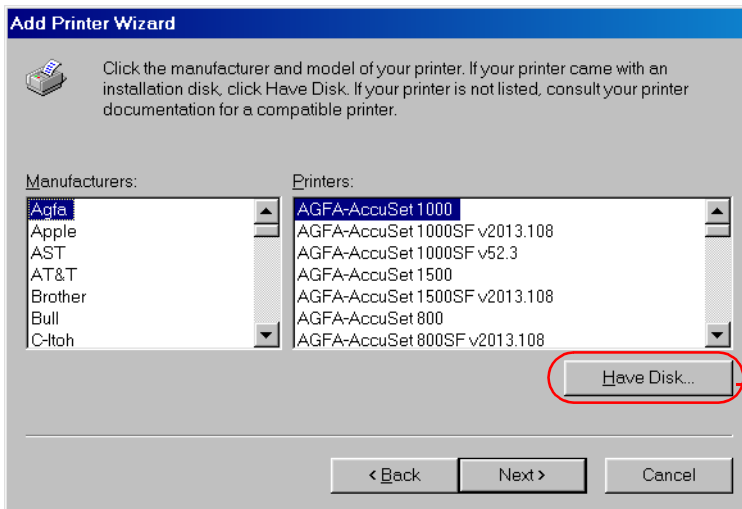 Add Printer Wizard
Click the manufacturer and model of your printer. If your printer came with an
installation disk, click Have Disk. If your printer is not listed, consult your printer
documentation for a compatible printer.
Manufacturers:
Agfa
Apple
AST
AT&T
Brother
Bull
C-Itoh
Printers:
AGFA-AccuSet 1000
AGFA-AccuSet 1000SF v2013.108
AGFA-AccuSet 1000SF v52.3
AGFA-AccuSet 1500
AGFA-AccuSet 1500SF v2013.108
AGFA-AccuSet 800
AGFA-AccuSet 800SF v2013.108
Have Disk...
< Back
Next >
Cancel